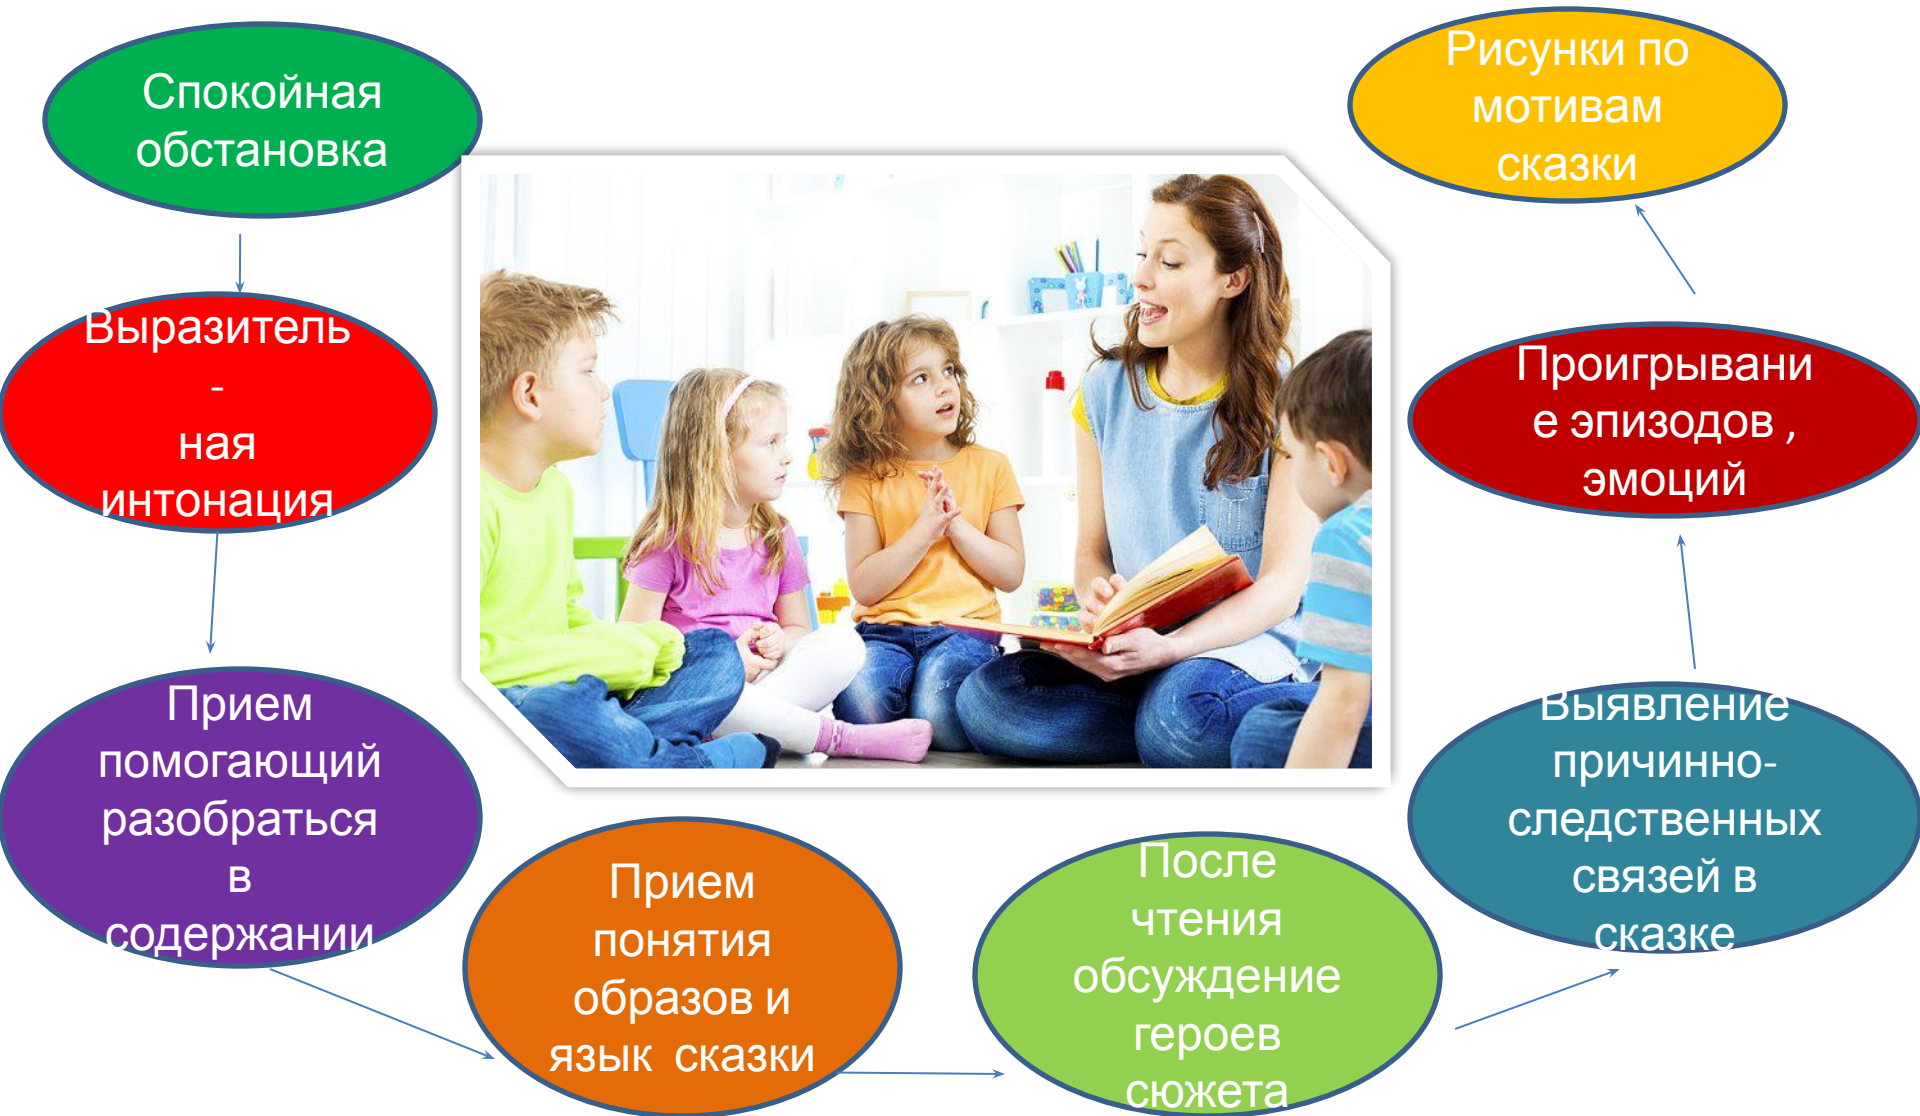 Спокойная
обстановка
Выразитель
-
ная
интонация
Прием
помогающий
разобраться
в
содержании
Прием
понятия
образов и
язык сказки
После
чтения
обсуждение
героев
сюжета
Выявление
причинно-
следственных
связей в
сказке
Проигрывани
е эпизодов ,
эмоций
Рисунки по
мотивам
сказки